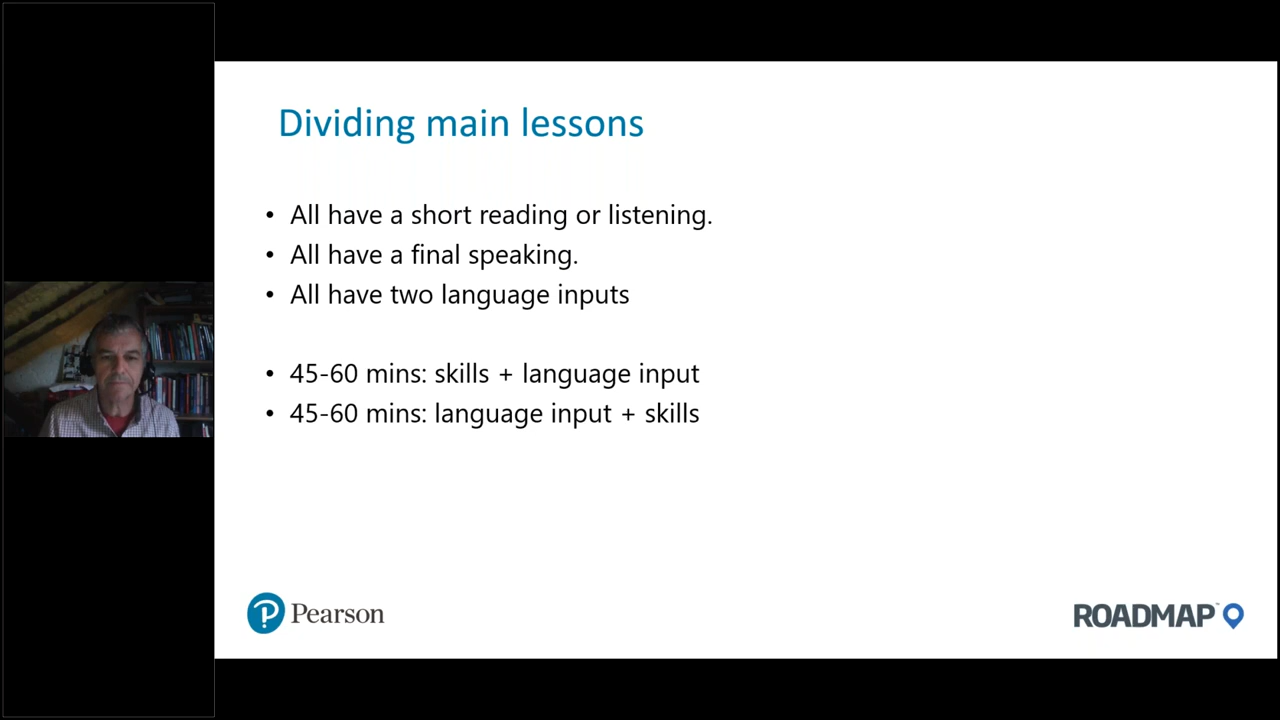 Dividing main lessons
• All have a short reading or listening.
• All have a final speaking.
• All have two language inputs
• 45-60 mins: skills + language input
• 45-60 mins: language input + skills
Pearson
ROADMAP